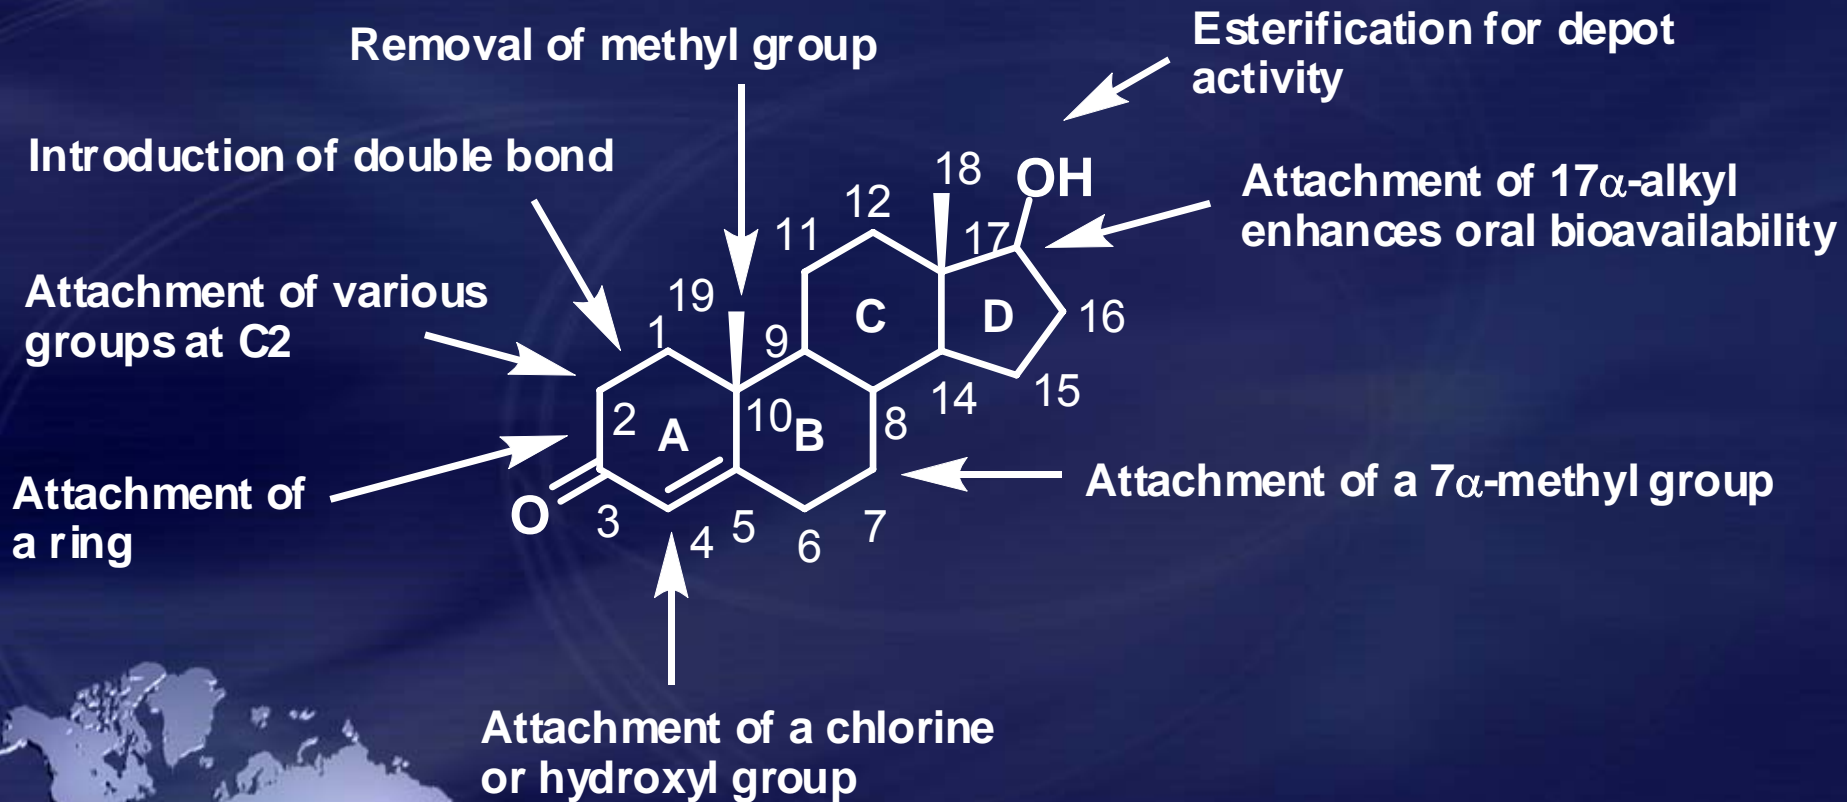 Removal of methyl group
Esterification for depot
activity
Introduction of double bond
Attachment of 17α-alkyl
enhances oral bioavailability
Attachment of various
groups at C2
Attachment of
a ring
Attachment of a 7α-methyl group
Attachment of a chlorine
or hydroxyl group
18
OH
12
11
17
19
1
9
C
D
16
2
A
10
B
8
14
15
O
3
4
5
6
7